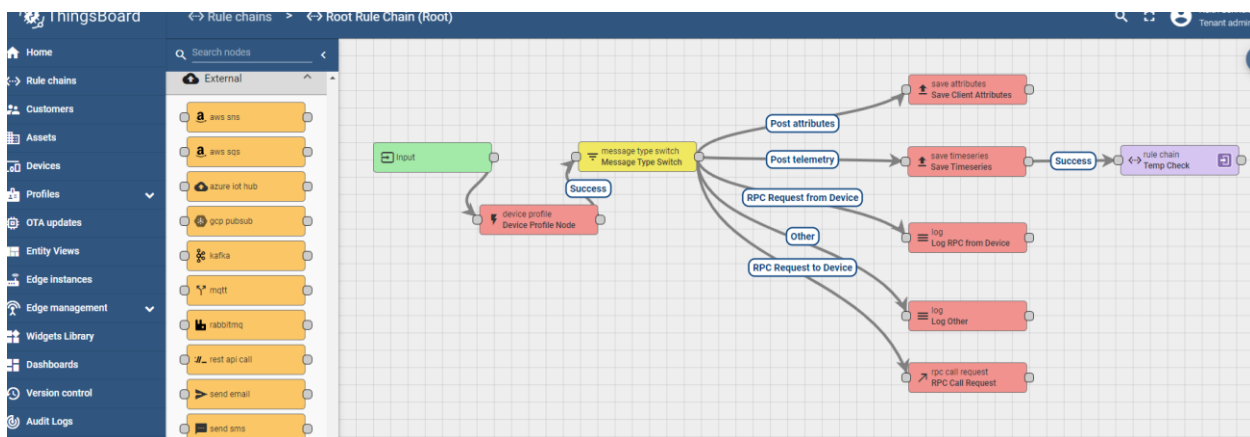 ThingsBoard
Rule chains > Root Rule Chain (Root)
Tenant admin
Home
Rule chains
Customers
Assets
Devices
Profiles
OTA updates
Entity Views
Edge instances
Edge management
Widgets Library
Dashboards
Version control
Audit Logs
Search nodes
External
aws sns
aws sqs
azure iot hub
gcp pubsub
kafka
mqtt
rabbitmq
rest api call
send email
send sms
Input
device profile
Device Profile Node
Success
message type switch
Message Type Switch
Post attributes
Post telemetry
RPC Request from Device
Other
RPC Request to Device
save attributes
Save Client Attributes
save timeseries
Save Timeseries
Success
rule chain
Temp Check
log
Log RPC from Device
log
Log Other
rpc call request
RPC Call Request